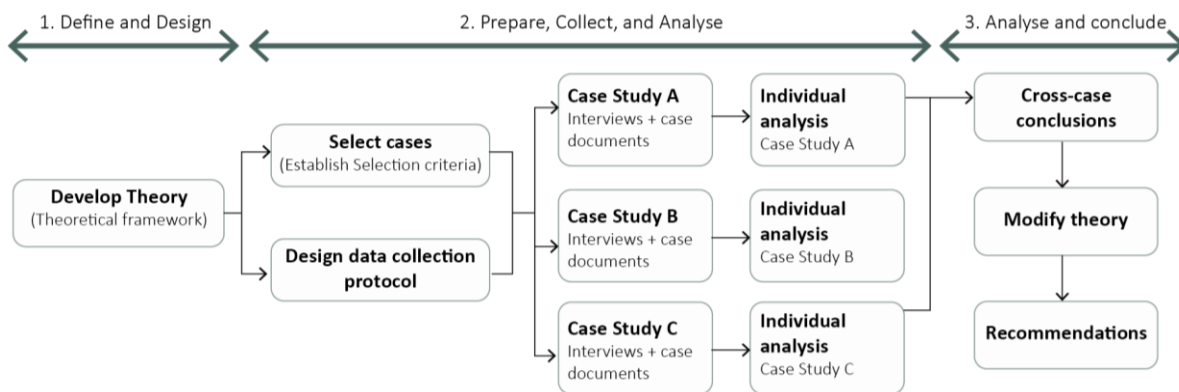 1. Define and Design
2. Prepare, Collect, and Analyse
3. Analyse and conclude
Develop Theory
(Theoretical framework)
Select cases
(Establish Selection criteria)
Design data collection
protocol
Case Study A
Interviews + case
documents
Individual
analysis
Case Study A
Case Study B
Interviews + case
documents
Individual
analysis
Case Study B
Case Study C
Interviews + case
documents
Individual
analysis
Case Study C
Cross-case
conclusions
Modify theory
Recommendations